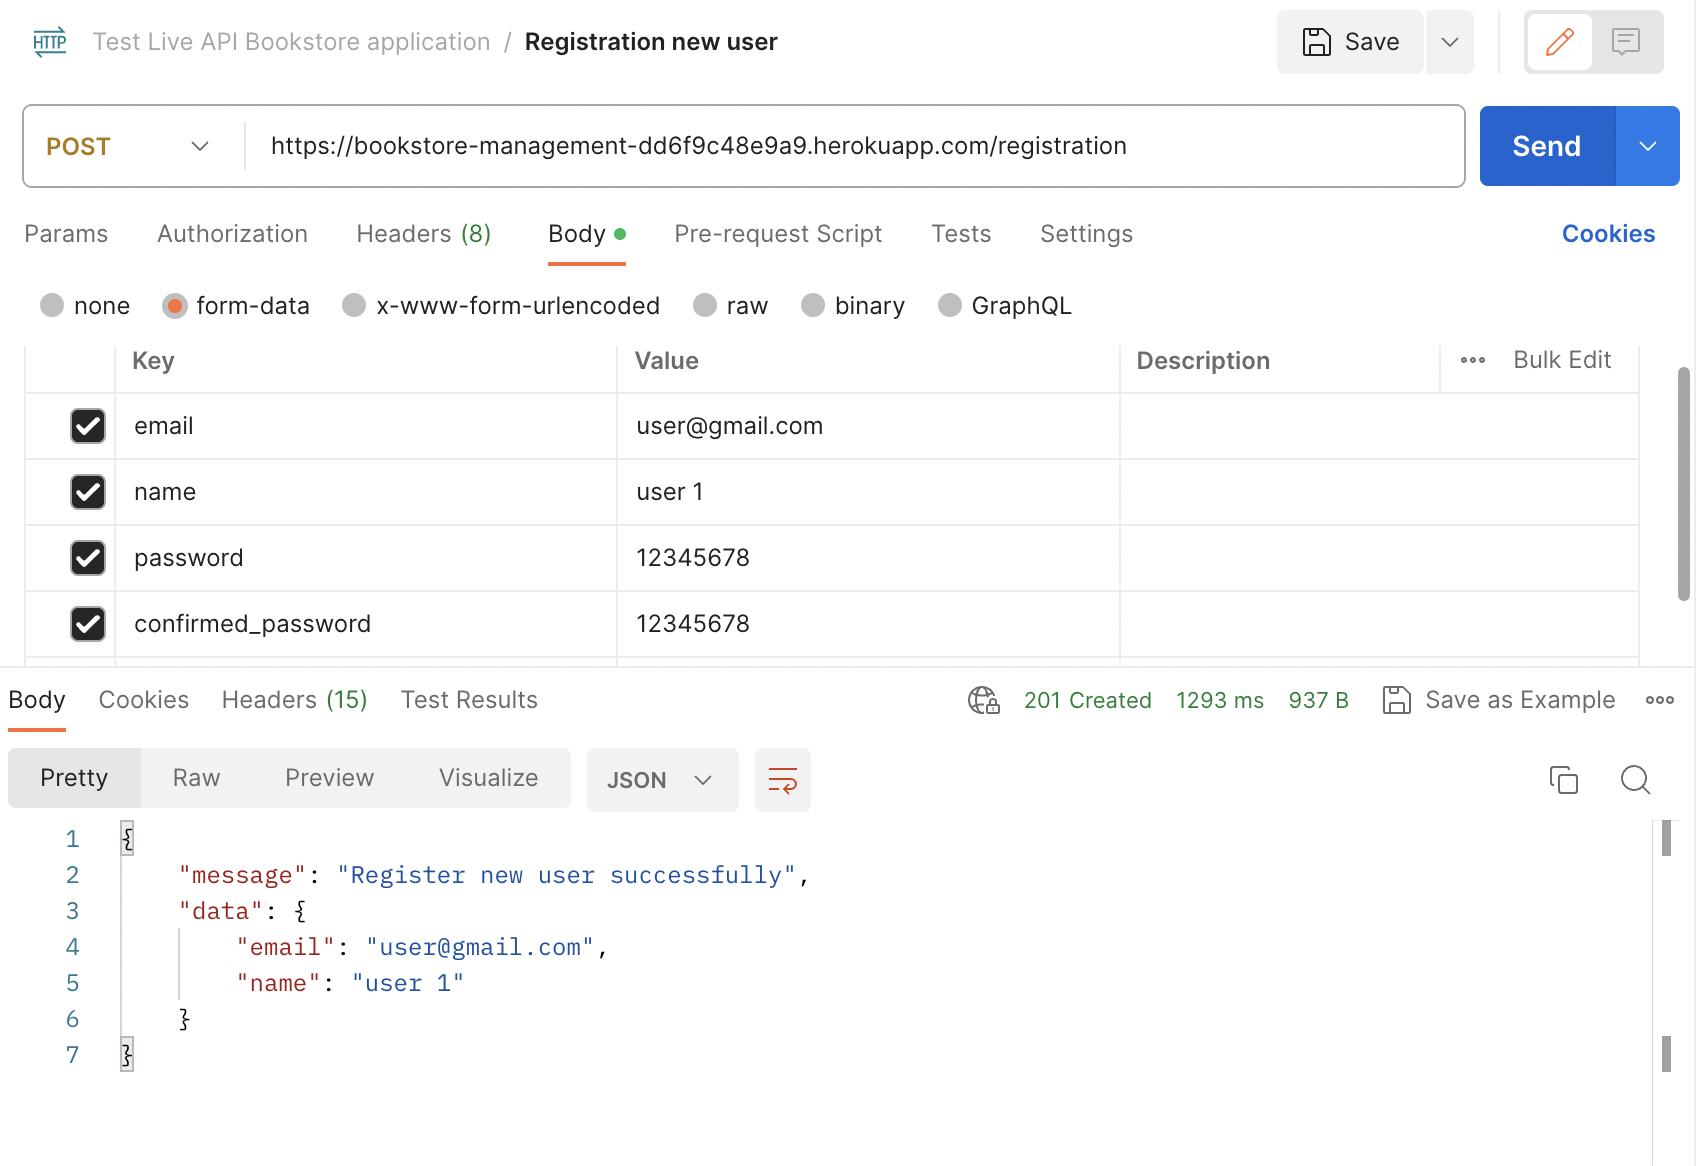 HTTP Test Live API Bookstore application / Registration new user Save
POST https://bookstore-management-dd6f9c48e9a9.herokuapp.com/registration Send
Params Authorization Headers (8) Body Pre-request Script Tests Settings Cookies
none form-data x-www-form-urlencoded raw binary GraphQL
Key Value Description Bulk Edit
email user@gmail.com
name user 1
password 12345678
confirmed_password 12345678
Body Cookies Headers (15) Test Results 201 Created 1293 ms 937 B Save as Example
Pretty Raw Preview Visualize JSON
1 {
2 "message": "Register new user successfully",
3 "data": {
4 "email": "user@gmail.com",
5 "name": "user 1"
6 }
7 }